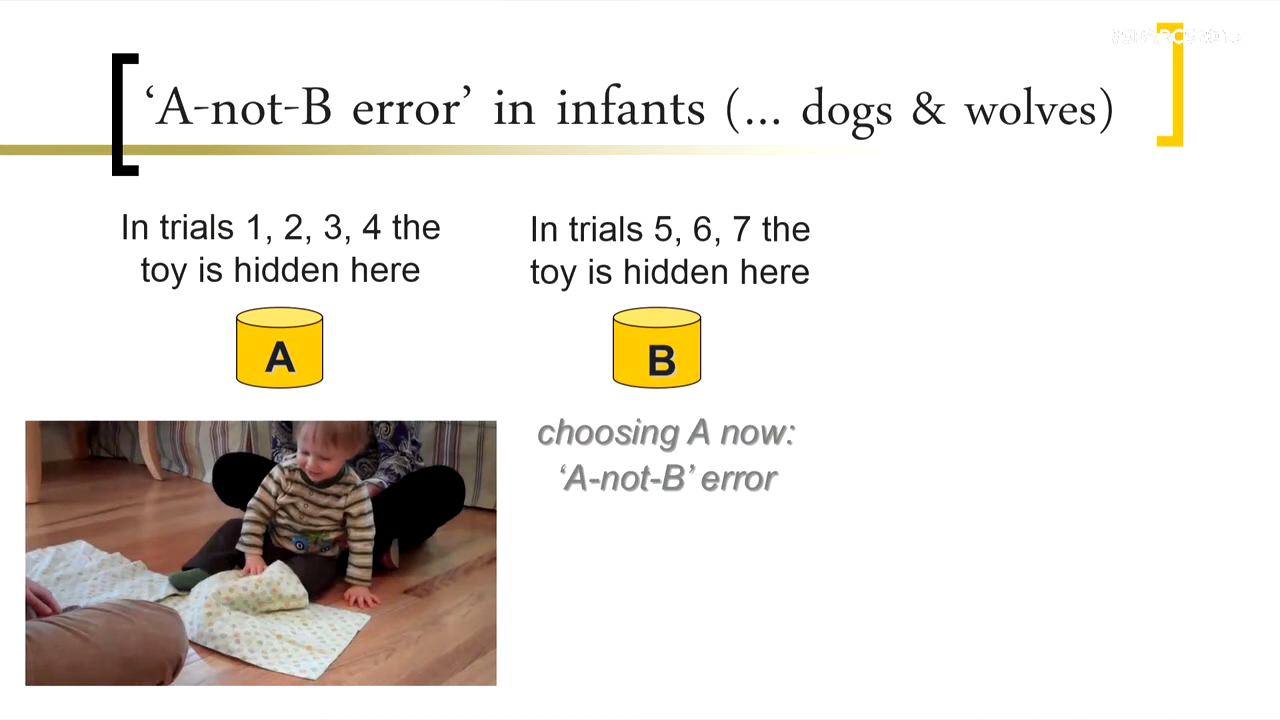 ‘A-not-B error’ in infants (... dogs & wolves)
In trials 1, 2, 3, 4 the
toy is hidden here
In trials 5, 6, 7 the
toy is hidden here
A
B
choosing A now:
‘A-not-B’ error